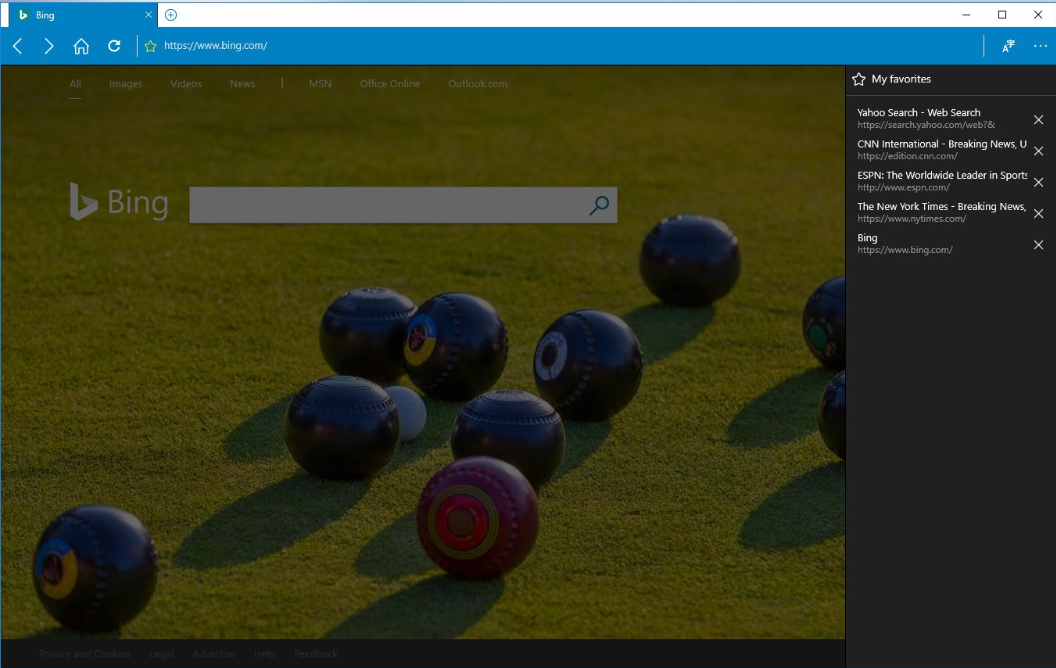 Bing
https://www.bing.com/
All Images Videos News | MSN Office Online Outlook.com
Bing
My favorites
Yahoo Search - Web Search
https://search.yahoo.com/web?&
CNN International - Breaking News, U
https://edition.cnn.com/
ESPN: The Worldwide Leader in Sports
http://www.espn.com/
The New York Times - Breaking News,
https://www.nytimes.com/
Bing
https://www.bing.com/
Privacy and Cookies Legal Advertise Help Feedback